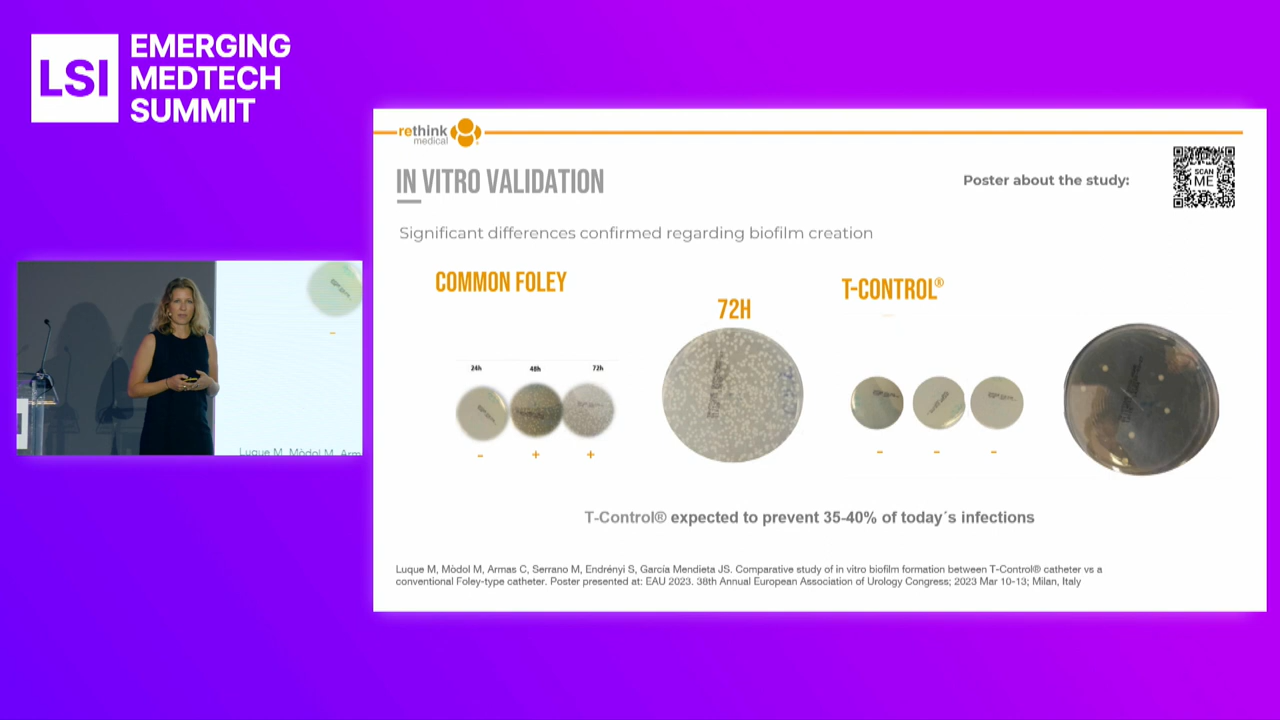 LSI
EMERGING
MEDTECH
SUMMIT
rethink
medical
IN VITRO VALIDATION
Poster about the study:
SCAN
ME
Significant differences confirmed regarding biofilm creation
COMMON FOLEY
72H
T-CONTROL®
24h 48h 72h
- + +
- - -
T-Control® expected to prevent 35-40% of today´s infections
Luque M, Mòdol M, Armas C, Serrano M, Endrényi S, García Mendieta JS. Comparative study of in vitro biofilm formation between T-Control® catheter vs a
conventional Foley-type catheter. Poster presented at: EAU 2023. 38th Annual European Association of Urology Congress; 2023 Mar 10-13; Milan, Italy
-
Luque M, Mòdol M, Arm